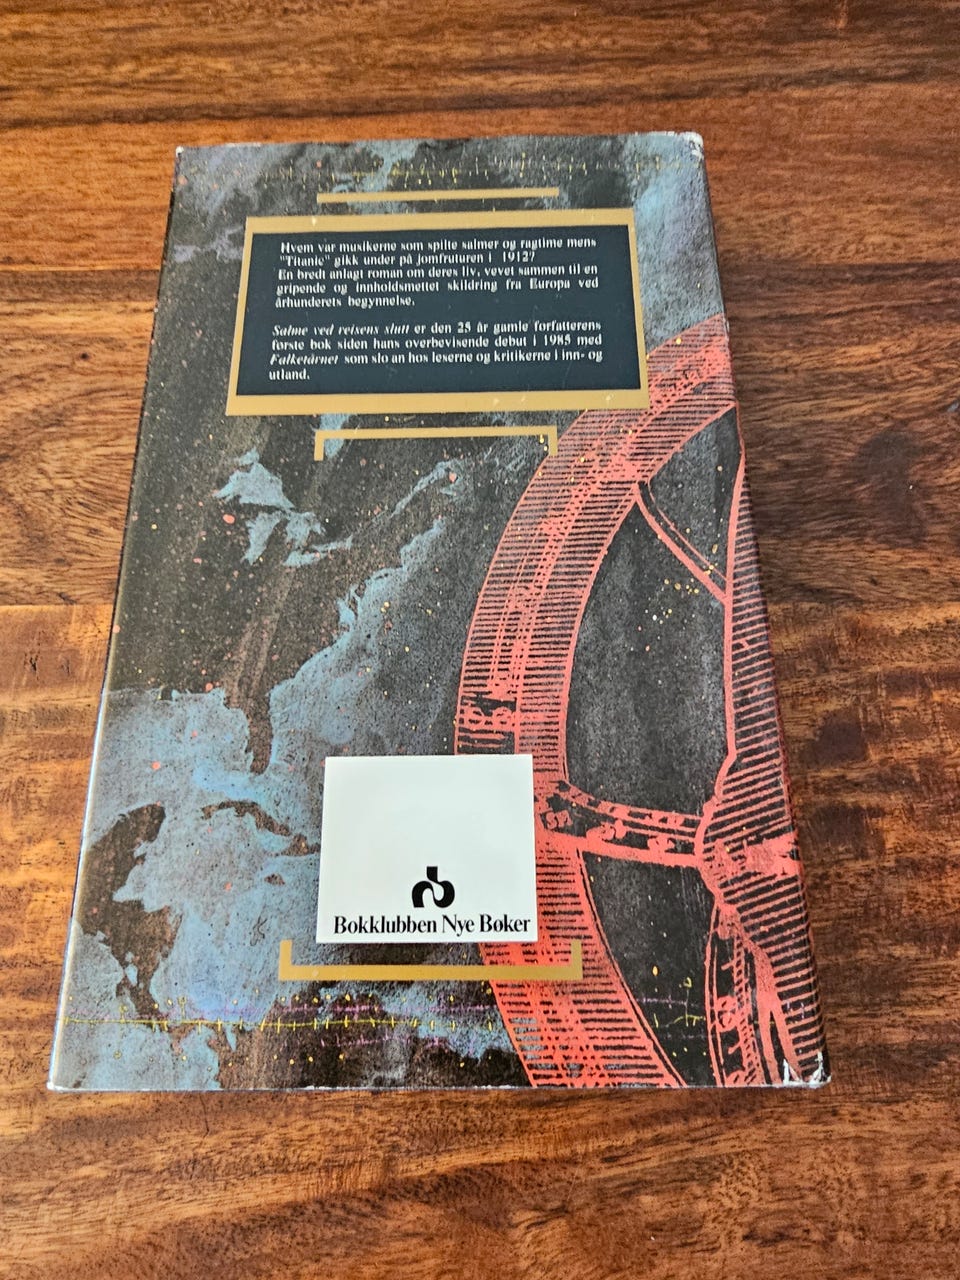 Hvem var musikerne som spilte salmer og ragtime mens
"Titanic" gikk under på jomfruturen i 1912?
En bredt anlagt roman om deres liv, vevet sammen til en
gripende og innholdsmettet skildring fra Europa ved
århundrets begynnelse.
Salme ved reisens slutt er den 25 år gamle forfatterens
første bok siden hans overbevisende debut i 1985 med
Falketårnet som slo an hos leserne og kritikerne i inn- og
utland.
Bokklubben Nye Bøker